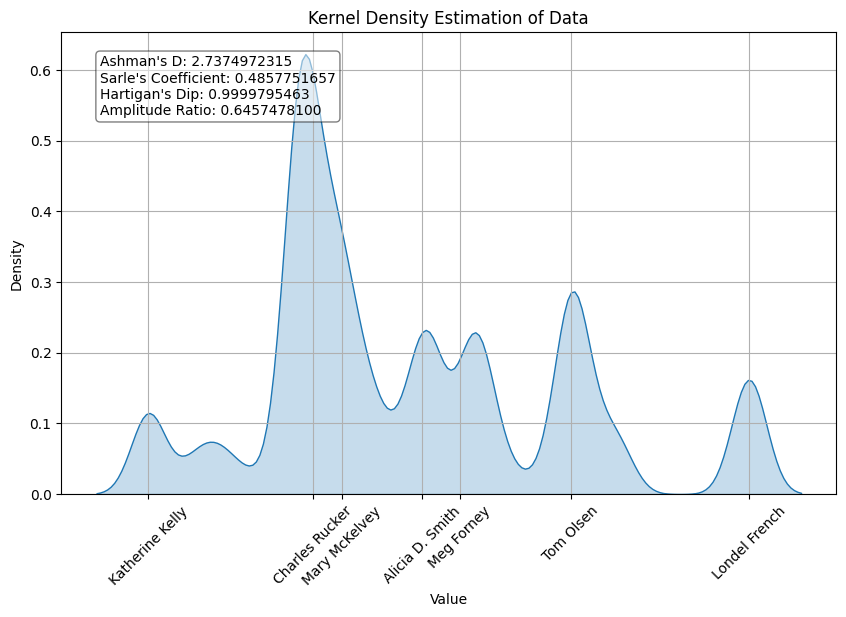 Kernel Density Estimation of Data
Ashman's D: 2.7374972315
Sarle's Coefficient: 0.4857751657
Hartigan's Dip: 0.9999795463
Amplitude Ratio: 0.6457478100
Density
0.6
0.5
0.4
0.3
0.2
0.1
0.0
Katherine Kelly
Charles Rucker
Mary McKelvey
Alicia D. Smith
Meg Forney
Tom Olsen
Londel French
Value